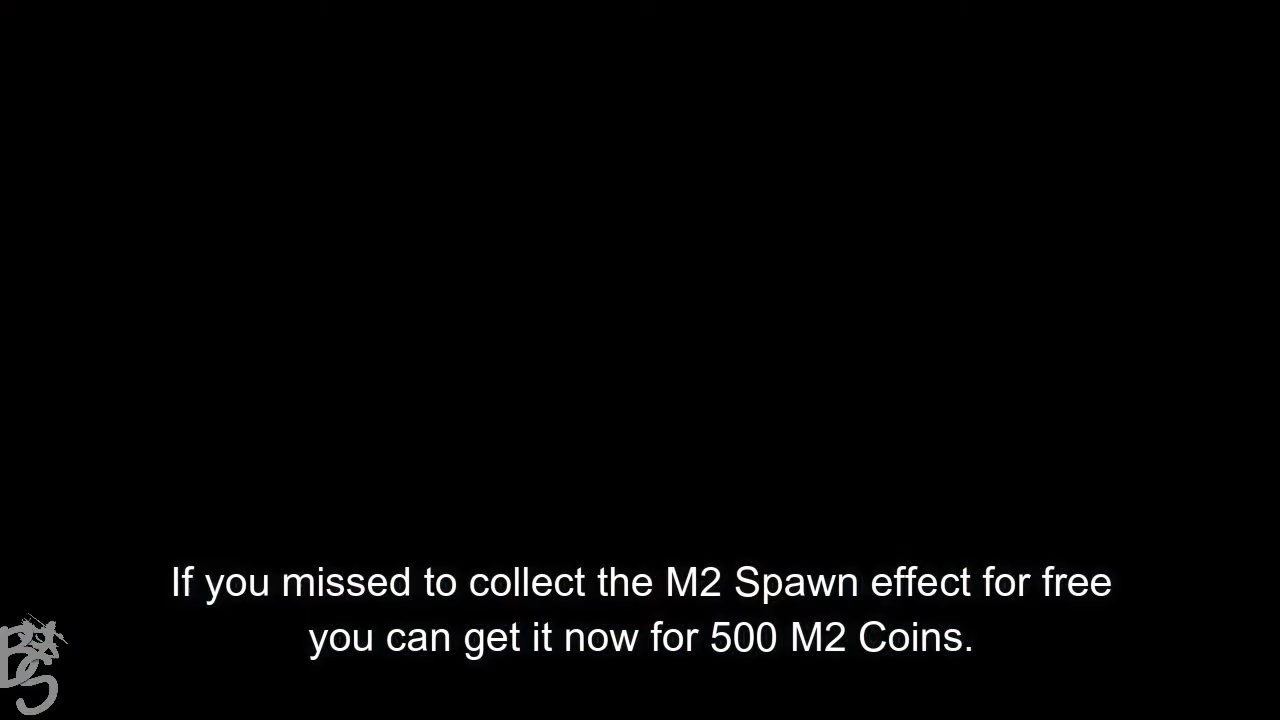 If you missed to collect the M2 Spawn effect for free
you can get it now for 500 M2 Coins.